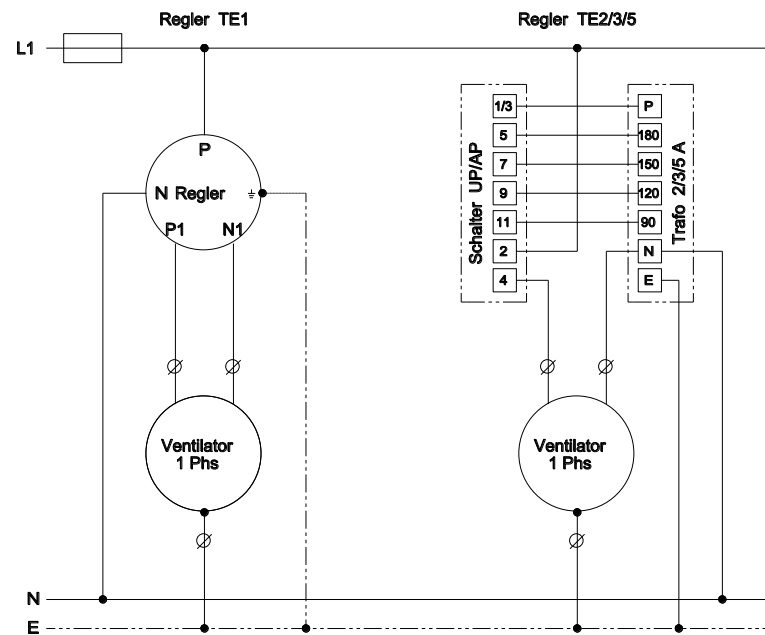 Regler TE1
Regler TE2/3/5
L1
P
N Regler ⏚
P1 N1
Schalter UP/AP
1/3
5
7
9
11
2
4
P
180
150
120
90
N
E
Trafo 2/3/5 A
Ventilator
1 Phs
Ventilator
1 Phs
N
E